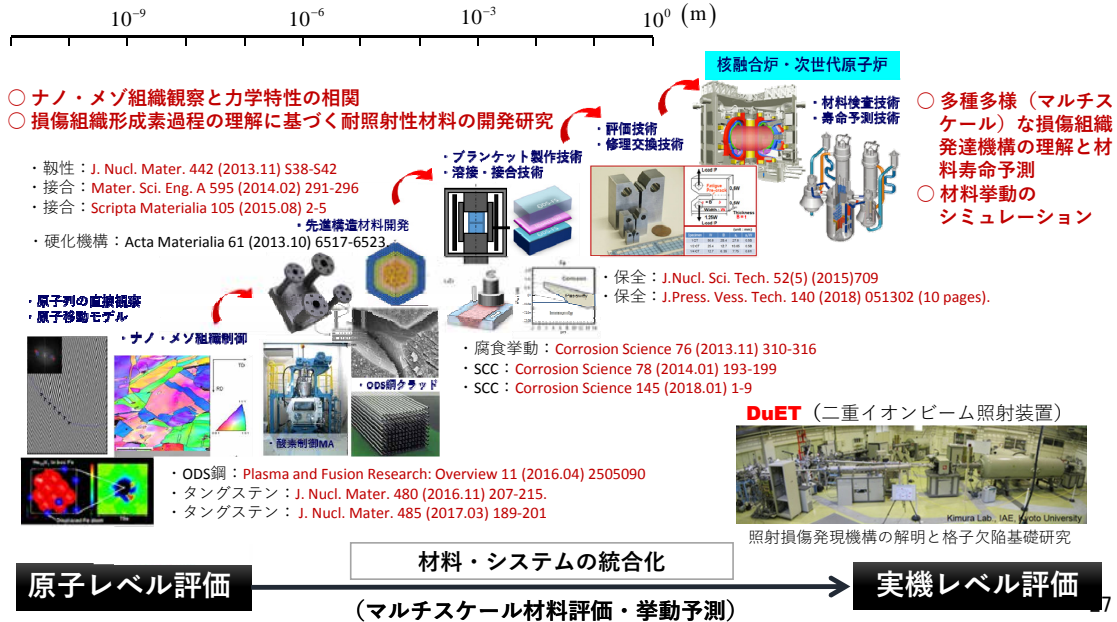 10⁻⁹ 10⁻⁶ 10⁻³ 10⁰ (m)
核融合炉・次世代原子炉
○ ナノ・メゾ組織観察と力学特性の相関
○ 損傷組織形成素過程の理解に基づく耐照射性材料の開発研究
・材料検査技術
・寿命予測技術
○ 多種多様（マルチ
スケール）な損傷組織
発達機構の理解と材
料寿命予測
○ 材料挙動の
シミュレーション
・評価技術
・修理交換技術
・ブランケット製作技術
・溶接・接合技術
・靭性：J. Nucl. Mater. 442 (2013.11) S38-S42
・接合：Mater. Sci. Eng. A 595 (2014.02) 291-296
・接合：Scripta Materialia 105 (2015.08) 2-5
・先進構造材料開発
・硬化機構：Acta Materialia 61 (2013.10) 6517-6523.
Load P
Fatigue
Pre-crack
Thickness
Load P
・保全：J.Nucl. Sci. Tech. 52(5) (2015)709
・保全：J.Press. Vess. Tech. 140 (2018) 051302 (10 pages).
Corrosion
Passivity
Immunity
・原子列の直接観察
・原子移動モデル
・ナノ・メゾ組織制御
TD
RD
・ODS鋼クラッド
・酸素制御MA
・腐食挙動：Corrosion Science 76 (2013.11) 310-316
・SCC：Corrosion Science 78 (2014.01) 193-199
・SCC：Corrosion Science 145 (2018.01) 1-9
DuET（二重イオンビーム照射装置）
・ODS鋼：Plasma and Fusion Research: Overview 11 (2016.04) 2505090
・タングステン：J. Nucl. Mater. 480 (2016.11) 207-215.
・タングステン： J. Nucl. Mater. 485 (2017.03) 189-201
Kimura Lab., IAE, Kyoto University
照射損傷発現機構の解明と格子欠陥基礎研究
原子レベル評価
材料・システムの統合化
（マルチスケール材料評価・挙動予測）
実機レベル評価